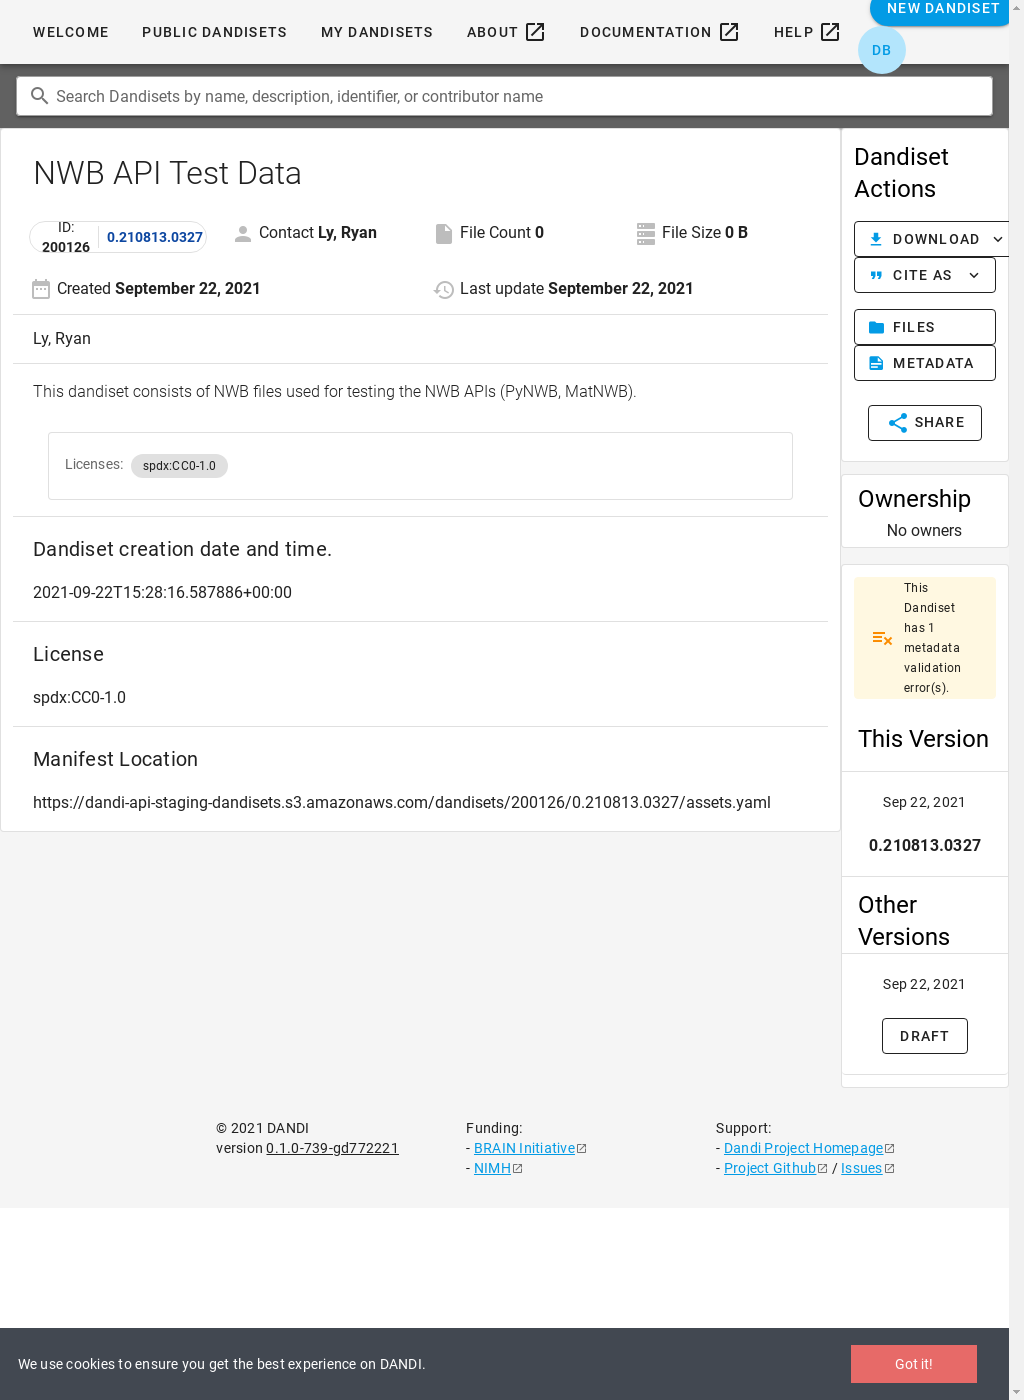 WELCOME PUBLIC DANDISETS MY DANDISETS ABOUT DOCUMENTATION HELP NEW DANDISET
DB
Search Dandisets by name, description, identifier, or contributor name
NWB API Test Data
ID: 200126 0.210813.0327 Contact Ly, Ryan File Count 0 File Size 0 B
Created September 22, 2021 Last update September 22, 2021
Ly, Ryan
This dandiset consists of NWB files used for testing the NWB APIs (PyNWB, MatNWB).
Licenses: spdx:CC0-1.0
Dandiset creation date and time.
2021-09-22T15:28:16.587886+00:00
License
spdx:CC0-1.0
Manifest Location
https://dandi-api-staging-dandisets.s3.amazonaws.com/dandisets/200126/0.210813.0327/assets.yaml
Dandiset
Actions
DOWNLOAD
CITE AS
FILES
METADATA
SHARE
Ownership
No owners
This
Dandiset
has 1
metadata
validation
error(s).
This Version
Sep 22, 2021
0.210813.0327
Other
Versions
Sep 22, 2021
DRAFT
© 2021 DANDI
version 0.1.0-739-gd772221
Funding:
- BRAIN Initiative
- NIMH
Support:
- Dandi Project Homepage
- Project Github / Issues
We use cookies to ensure you get the best experience on DANDI.
Got it!